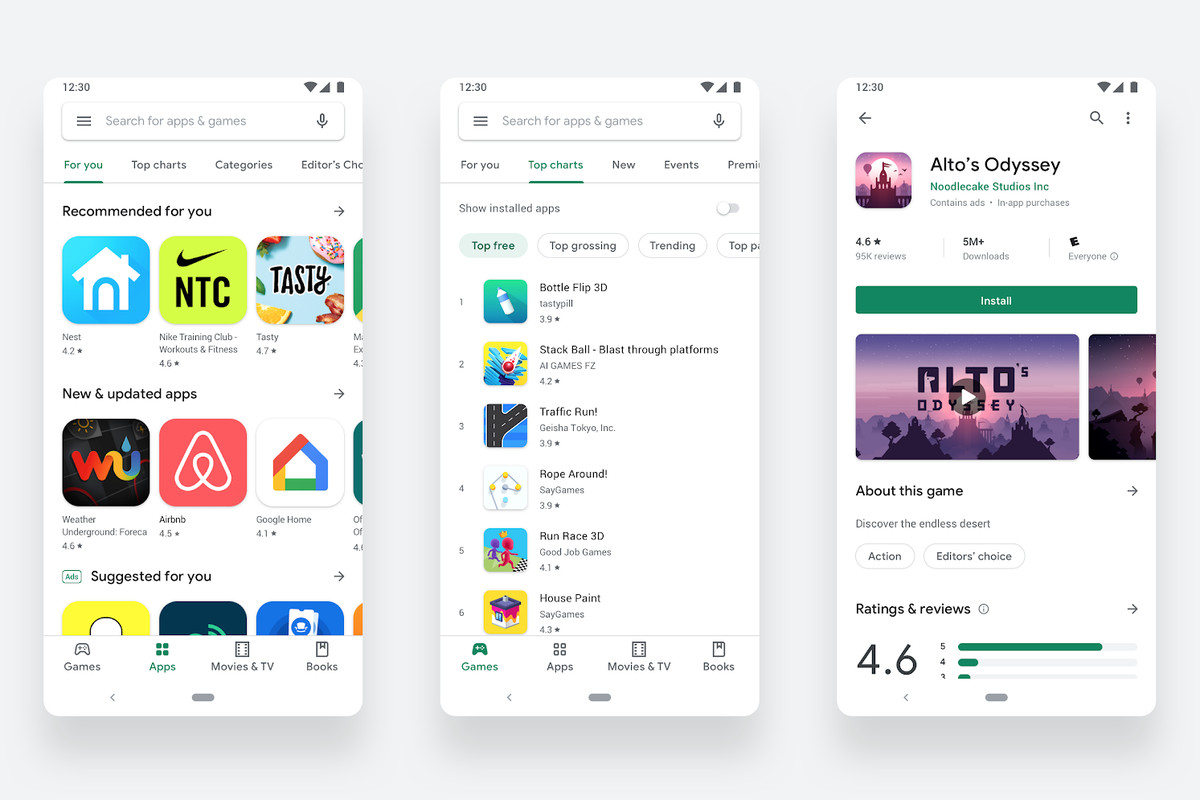 12:30
Search for apps & games
For you Top charts Categories Editor's Cho
Recommended for you
NTC
TASTY
Nest
4.2 ★
Nike Training Club -
Workouts & Fitness
4.6 ★
Tasty
4.7 ★
New & updated apps
WU
Weather
Underground: Foreca
4.6 ★
Airbnb
4.5 ★
Google Home
4.1 ★
Of
Of
4.
Ads Suggested for you
Games Apps Movies & TV Books
12:30
Search for apps & games
For you Top charts New Events Premi
Show installed apps
Top free Top grossing Trending Top pa
1
Bottle Flip 3D
tastypill
3.9 ★
2
Stack Ball - Blast through platforms
AI GAMES FZ
4.2 ★
3
Traffic Run!
Geisha Tokyo, Inc.
3.9 ★
4
Rope Around!
SayGames
3.9 ★
5
Run Race 3D
Good Job Games
4.1 ★
6
House Paint
SayGames
4.3 ★
Games Apps Movies & TV Books
12:30
Alto's Odyssey
Noodlecake Studios Inc
Contains ads • In-app purchases
4.6 ★
95K reviews
5M+
Downloads
E
Everyone
Install
ALTO'S
ODYSSEY
About this game
Discover the endless desert
Action Editors' choice
Ratings & reviews
4.6
5
4
3